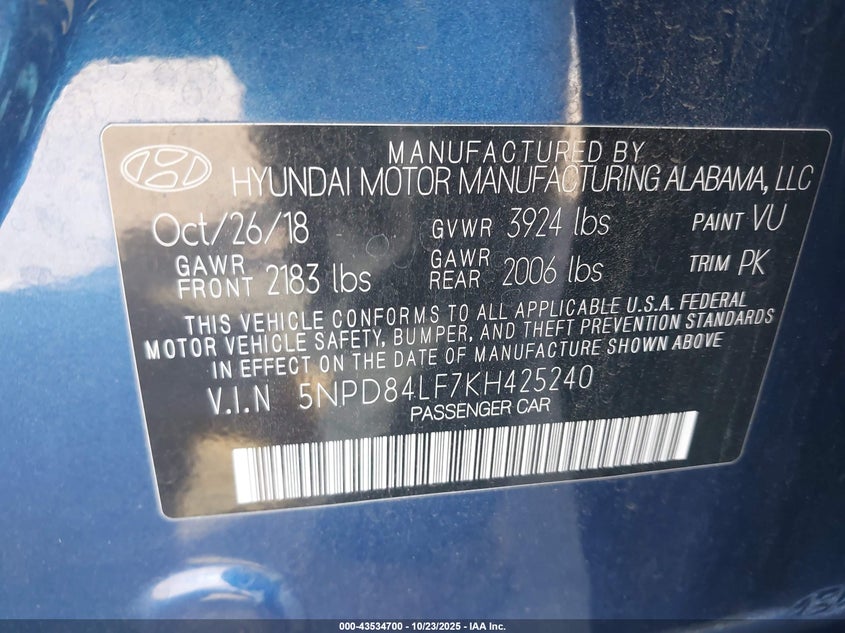 MANUFACTURED BY
HYUNDAI MOTOR MANUFACTURING ALABAMA, LLC
Oct/26/18 GVWR 3924 lbs PAINT VU
GAWR FRONT 2183 lbs GAWR REAR 2006 lbs TRIM PK
THIS VEHICLE CONFORMS TO ALL APPLICABLE U.S.A. FEDERAL
MOTOR VEHICLE SAFETY, BUMPER, AND THEFT PREVENTION STANDARDS
IN EFFECT ON THE DATE OF MANUFACTURE SHOWN ABOVE
V.I.N 5NPD84LF7KH425240
PASSENGER CAR
000-43534700 - 10/23/2025 - IAA Inc.